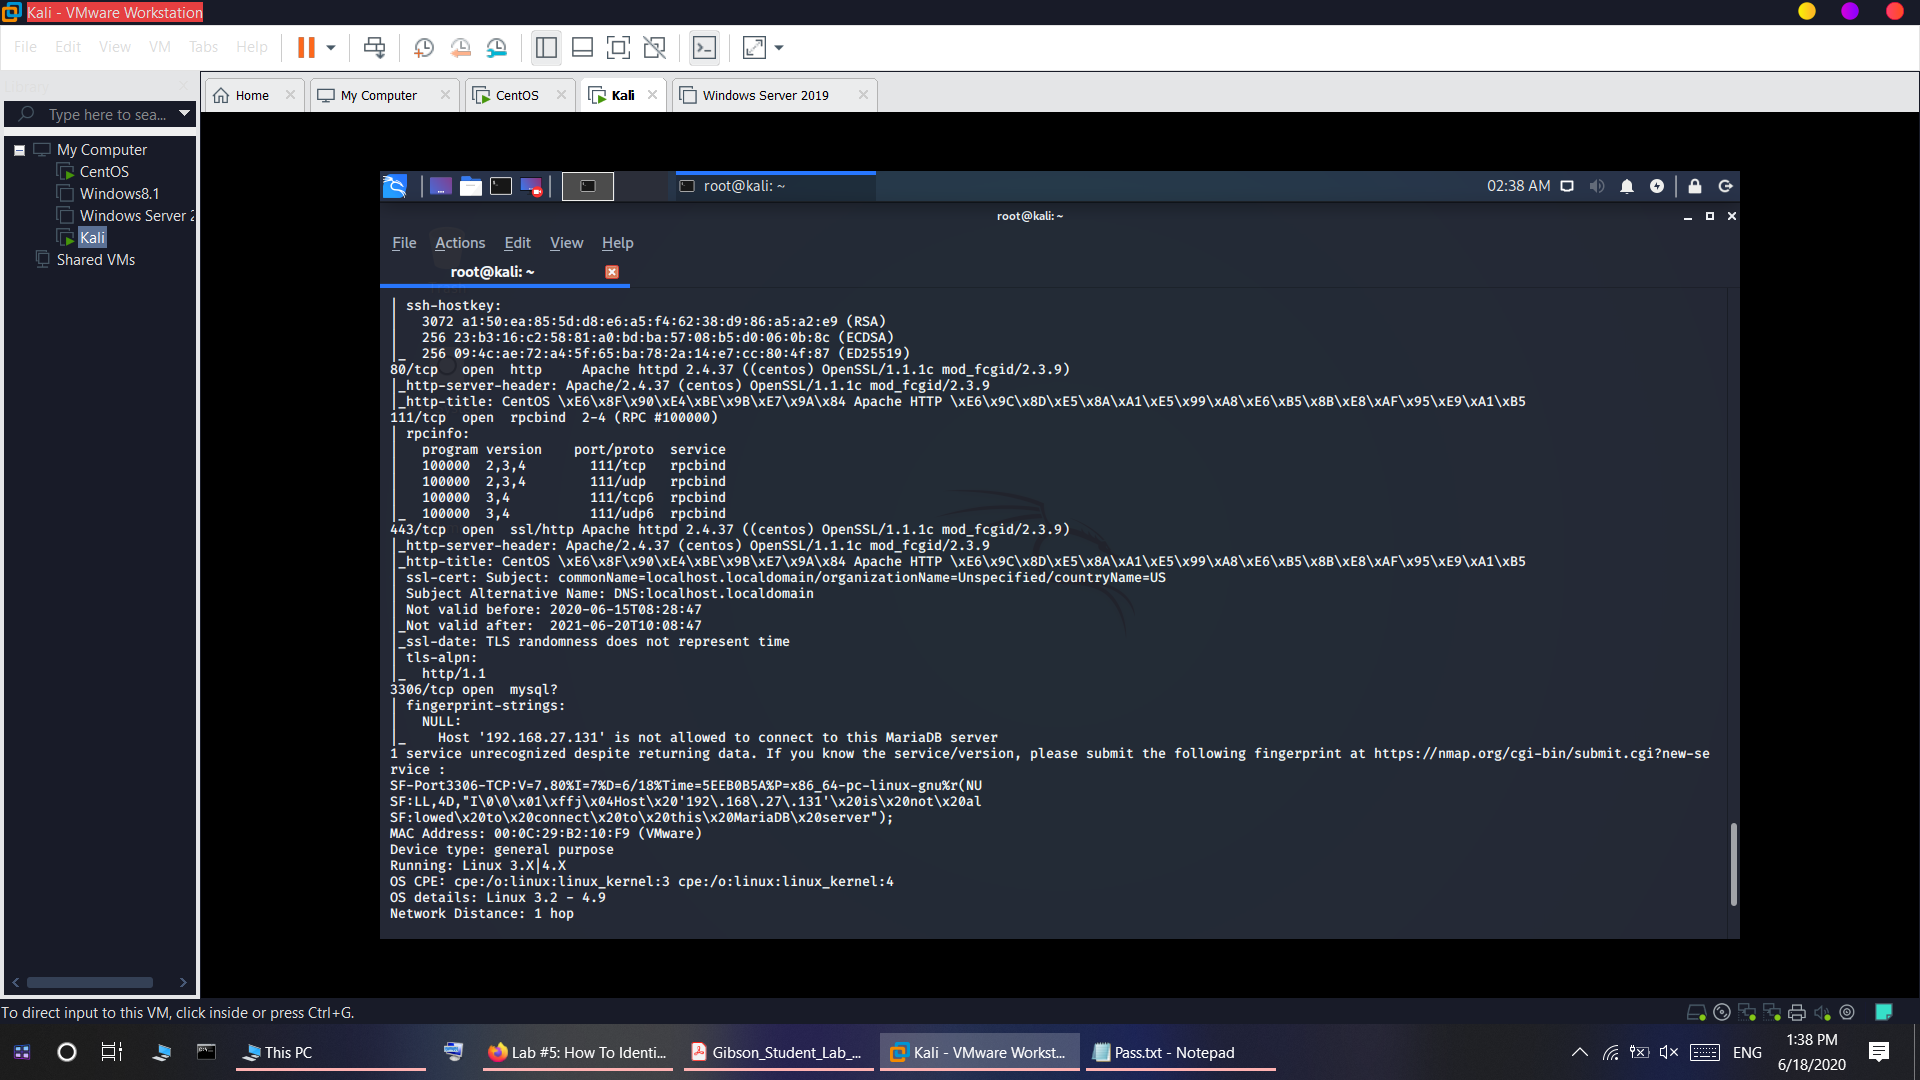 Kali - VMware Workstation
File Edit View VM Tabs Help
Library
Type here to sea...
Home
My Computer
CentOS
Kali
Windows Server 2019
My Computer
CentOS
Windows8.1
Windows Server 2
Kali
Shared VMs
root@kali: ~
02:38 AM
root@kali: ~
File Actions Edit View Help
root@kali: ~
| ssh-hostkey:
|   3072 a1:50:ea:85:5d:d8:e6:a5:f4:62:38:d9:86:a5:a2:e9 (RSA)
|   256 23:b3:16:c2:58:81:a0:bd:ba:57:08:b5:d0:06:0b:8c (ECDSA)
|_  256 09:4c:ae:72:a4:5f:65:ba:78:2a:14:e7:cc:80:4f:87 (ED25519)
80/tcp   open  http     Apache httpd 2.4.37 ((centos) OpenSSL/1.1.1c mod_fcgid/2.3.9)
|_http-server-header: Apache/2.4.37 (centos) OpenSSL/1.1.1c mod_fcgid/2.3.9
|_http-title: CentOS \xE6\x8F\x90\xE4\xBE\x9B\xE7\x9A\x84 Apache HTTP \xE6\x9C\x8D\xE5\x8A\xA1\xE5\x99\xA8\xE6\xB5\x8B\xE8\xAF\x95\xE9\xA1\xB5
111/tcp  open  rpcbind  2-4 (RPC #100000)
| rpcinfo:
|   program version    port/proto  service
|   100000  2,3,4        111/tcp   rpcbind
|   100000  2,3,4        111/udp   rpcbind
|   100000  3,4          111/tcp6  rpcbind
|_  100000  3,4          111/udp6  rpcbind
443/tcp  open  ssl/http Apache httpd 2.4.37 ((centos) OpenSSL/1.1.1c mod_fcgid/2.3.9)
|_http-server-header: Apache/2.4.37 (centos) OpenSSL/1.1.1c mod_fcgid/2.3.9
|_http-title: CentOS \xE6\x8F\x90\xE4\xBE\x9B\xE7\x9A\x84 Apache HTTP \xE6\x9C\x8D\xE5\x8A\xA1\xE5\x99\xA8\xE6\xB5\x8B\xE8\xAF\x95\xE9\xA1\xB5
| ssl-cert: Subject: commonName=localhost.localdomain/organizationName=Unspecified/countryName=US
| Subject Alternative Name: DNS:localhost.localdomain
| Not valid before: 2020-06-15T08:28:47
|_Not valid after:  2021-06-20T10:08:47
|_ssl-date: TLS randomness does not represent time
| tls-alpn:
|_  http/1.1
3306/tcp open  mysql?
| fingerprint-strings:
|   NULL:
|_    Host '192.168.27.131' is not allowed to connect to this MariaDB server
1 service unrecognized despite returning data. If you know the service/version, please submit the following fingerprint at https://nmap.org/cgi-bin/submit.cgi?new-se
rvice :
SF-Port3306-TCP:V=7.80%I=7%D=6/18%Time=5EEB0B5A%P=x86_64-pc-linux-gnu%r(NU
SF:LL,4D,"I\0\0\x01\xffj\x04Host\x20'192\.168\.27\.131'\x20is\x20not\x20al
SF:lowed\x20to\x20connect\x20to\x20this\x20MariaDB\x20server");
MAC Address: 00:0C:29:B2:10:F9 (VMware)
Device type: general purpose
Running: Linux 3.X|4.X
OS CPE: cpe:/o:linux:linux_kernel:3 cpe:/o:linux:linux_kernel:4
OS details: Linux 3.2 - 4.9
Network Distance: 1 hop
To direct input to this VM, click inside or press Ctrl+G.
This PC
Lab #5: How To Identi...
Gibson_Student_Lab_...
Kali - VMware Workst...
Pass.txt - Notepad
ENG
1:38 PM
6/18/2020